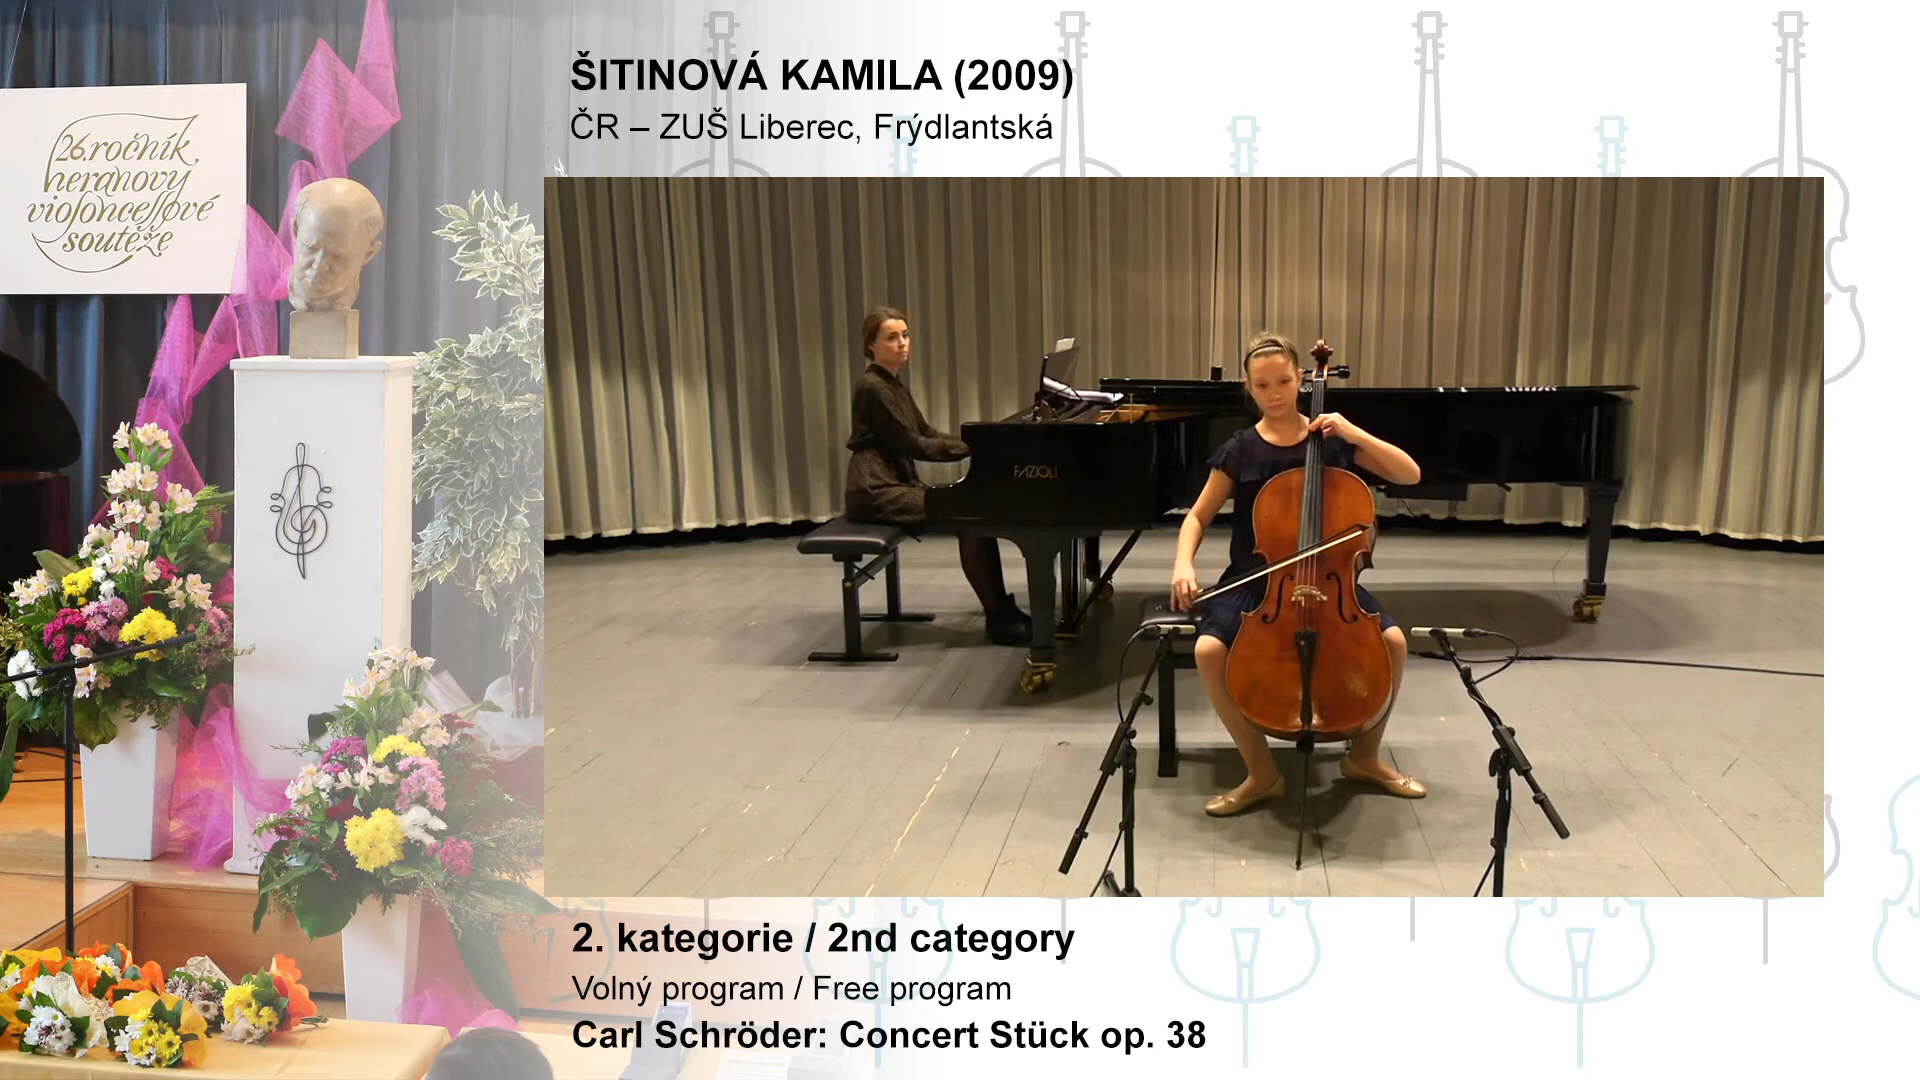 ŠITINOVÁ KAMILA (2009)
ČR – ZUŠ Liberec, Frýdlantská
26. ročník
heranovy
violoncellové
soutěže
FAZIOLI
2. kategorie / 2nd category
Volný program / Free program
Carl Schröder: Concert Stück op. 38